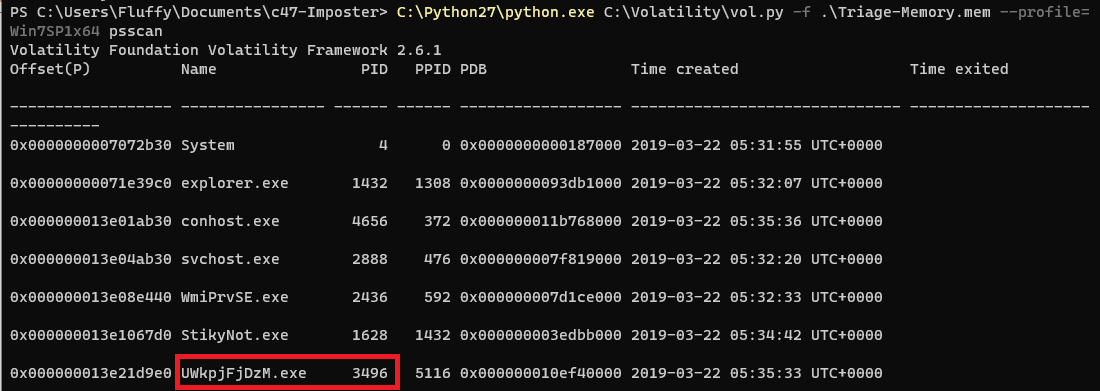 PS C:\Users\Fluffy\Documents\c47-Imposter> C:\Python27\python.exe C:\Volatility\vol.py -f .\Triage-Memory.mem --profile=
Win7SP1x64 psscan
Volatility Foundation Volatility Framework 2.6.1
Offset(P)          Name                PID   PPID PDB                Time created                   Time exited
------------------ ---------------- ------ ------ ------------------ ------------------------------ --------------------
----------
0x0000000007072b30 System                4      0 0x0000000000187000 2019-03-22 05:31:55 UTC+0000
0x00000000071e39c0 explorer.exe       1432   1308 0x0000000093db1000 2019-03-22 05:32:07 UTC+0000
0x000000013e01ab30 conhost.exe        4656    372 0x000000011b768000 2019-03-22 05:35:36 UTC+0000
0x000000013e04ab30 svchost.exe        2888    476 0x000000007f819000 2019-03-22 05:32:20 UTC+0000
0x000000013e08e440 WmiPrvSE.exe       2436    592 0x000000007d1ce000 2019-03-22 05:32:33 UTC+0000
0x000000013e1067d0 StikyNot.exe       1628   1432 0x000000003edbb000 2019-03-22 05:34:42 UTC+0000
0x000000013e21d9e0 UWkpjFjDzM.exe     3496   5116 0x000000010ef40000 2019-03-22 05:35:33 UTC+0000